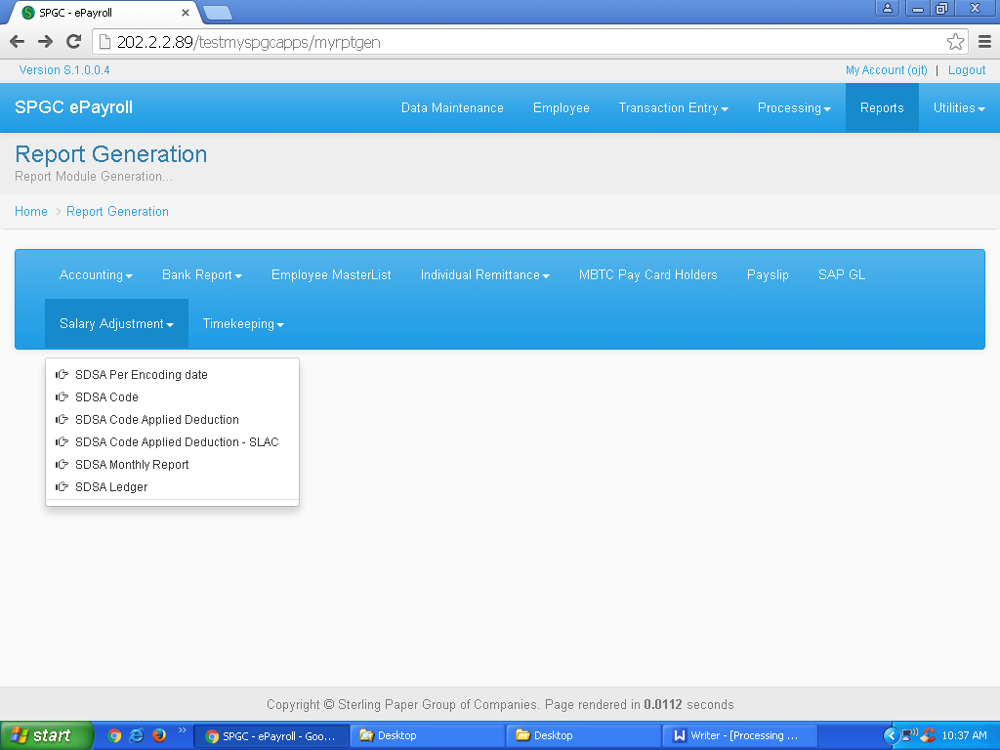 SPGC - ePayroll
202.2.2.89/testmyspgcapps/myrptgen
Version S.1.0.0.4 My Account (ojt) | Logout
SPGC ePayroll Data Maintenance Employee Transaction Entry Processing Reports Utilities
Report Generation
Report Module Generation...
Home Report Generation
Accounting Bank Report Employee MasterList Individual Remittance MBTC Pay Card Holders Payslip SAP GL
Salary Adjustment Timekeeping
SDSA Per Encoding date
SDSA Code
SDSA Code Applied Deduction
SDSA Code Applied Deduction - SLAC
SDSA Monthly Report
SDSA Ledger
Copyright © Sterling Paper Group of Companies. Page rendered in 0.0112 seconds
start SPGC - ePayroll - Goo... Desktop Desktop Writer - [Processing ... 10:37 AM